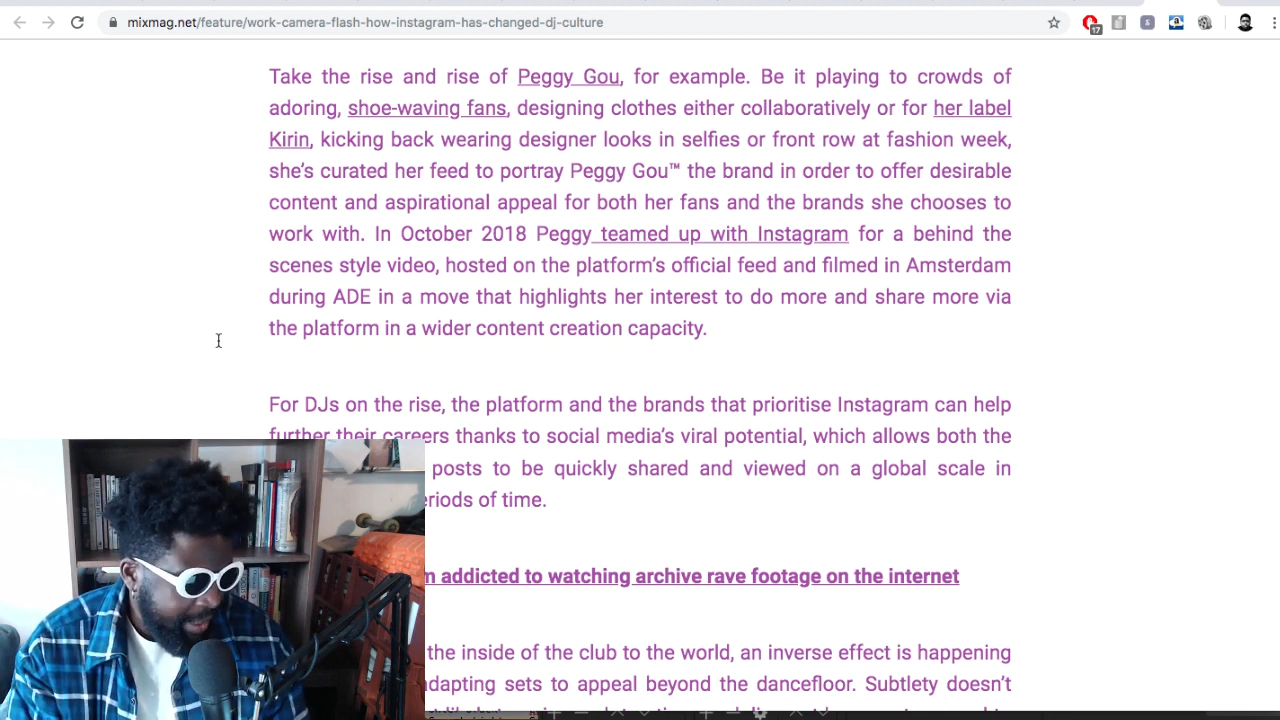 mixmag.net/feature/work-camera-flash-how-instagram-has-changed-dj-culture
17
Take the rise and rise of Peggy Gou, for example. Be it playing to crowds of
adoring, shoe-waving fans, designing clothes either collaboratively or for her label
Kirin, kicking back wearing designer looks in selfies or front row at fashion week,
she's curated her feed to portray Peggy Gou™ the brand in order to offer desirable
content and aspirational appeal for both her fans and the brands she chooses to
work with. In October 2018 Peggy teamed up with Instagram for a behind the
scenes style video, hosted on the platform's official feed and filmed in Amsterdam
during ADE in a move that highlights her interest to do more and share more via
the platform in a wider content creation capacity.
For DJs on the rise, the platform and the brands that prioritise Instagram can help
further their careers thanks to social media's viral potential, which allows both the
posts to be quickly shared and viewed on a global scale in
of time.
addicted to watching archive rave footage on the internet
the inside of the club to the world, an inverse effect is happening
sets to appeal beyond the dancefloor. Subtlety doesn't